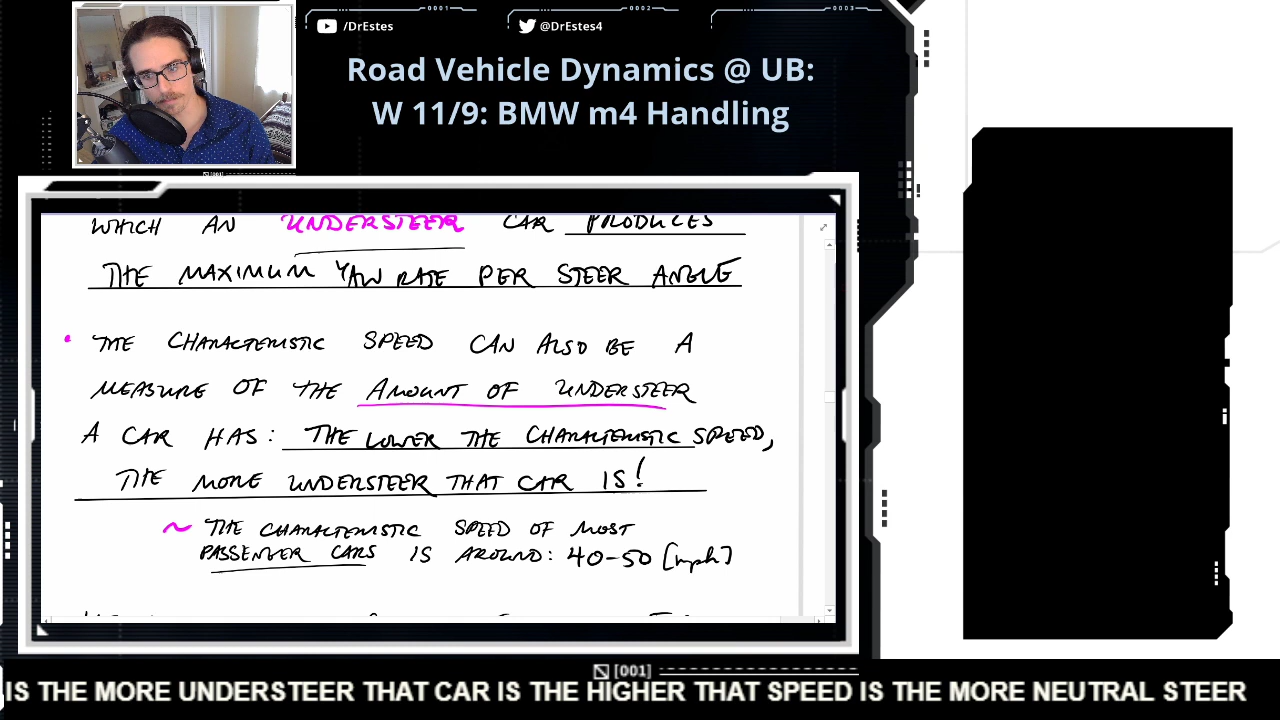 0001
0002
0003
/DrEstes
@DrEstes4
Road Vehicle Dynamics @ UB:
W 11/9: BMW m4 Handling
[001]
WHICH AN UNDERSTEER CAR PRODUCES
THE MAXIMUM YAW RATE PER STEER ANGLE
• THE CHARACTERISTIC SPEED CAN ALSO BE A
MEASURE OF THE AMOUNT OF UNDERSTEER
A CAR HAS: THE LOWER THE CHARACTERISTIC SPEED,
THE MORE UNDERSTEER THAT CAR IS!
~ THE CHARACTERISTIC SPEED OF MOST
PASSENGER CARS IS AROUND: 40-50 [mph]
[001]
IS THE MORE UNDERSTEER THAT CAR IS THE HIGHER THAT SPEED IS THE MORE NEUTRAL STEER